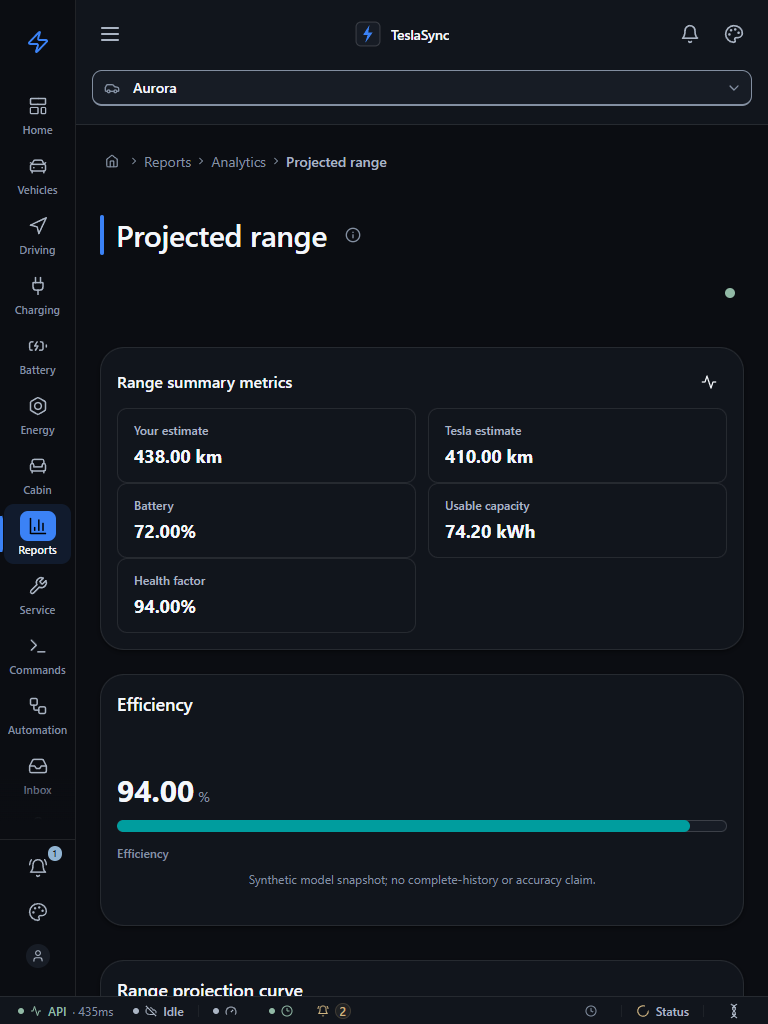 TeslaSync
Aurora
Home
Vehicles
Driving
Charging
Battery
Energy
Cabin
Reports
Service
Commands
Automation
Inbox
1
Reports > Analytics > Projected range
Projected range
Range summary metrics
Your estimate
438.00 km
Tesla estimate
410.00 km
Battery
72.00%
Usable capacity
74.20 kWh
Health factor
94.00%
Efficiency
94.00 %
Efficiency
Synthetic model snapshot; no complete-history or accuracy claim.
Range projection curve
API · 435ms
Idle
2
Status